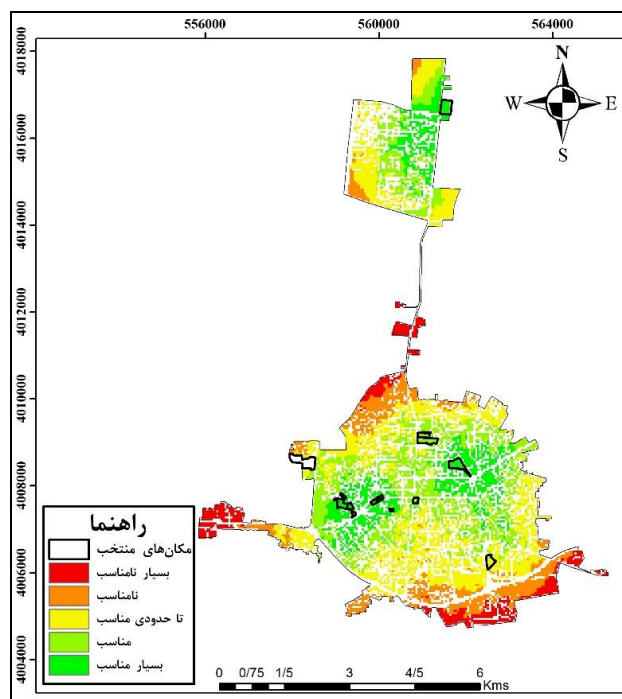 556000 560000 564000
4018000
4016000
4014000
4012000
4010000
4008000
4006000
4004000
N
W E
S
راهنما
مکان‌های منتخب
بسیار نامناسب
نامناسب
تا حدودی مناسب
مناسب
بسیار مناسب
0 0/75 1/5 3 4/5 6
Kms